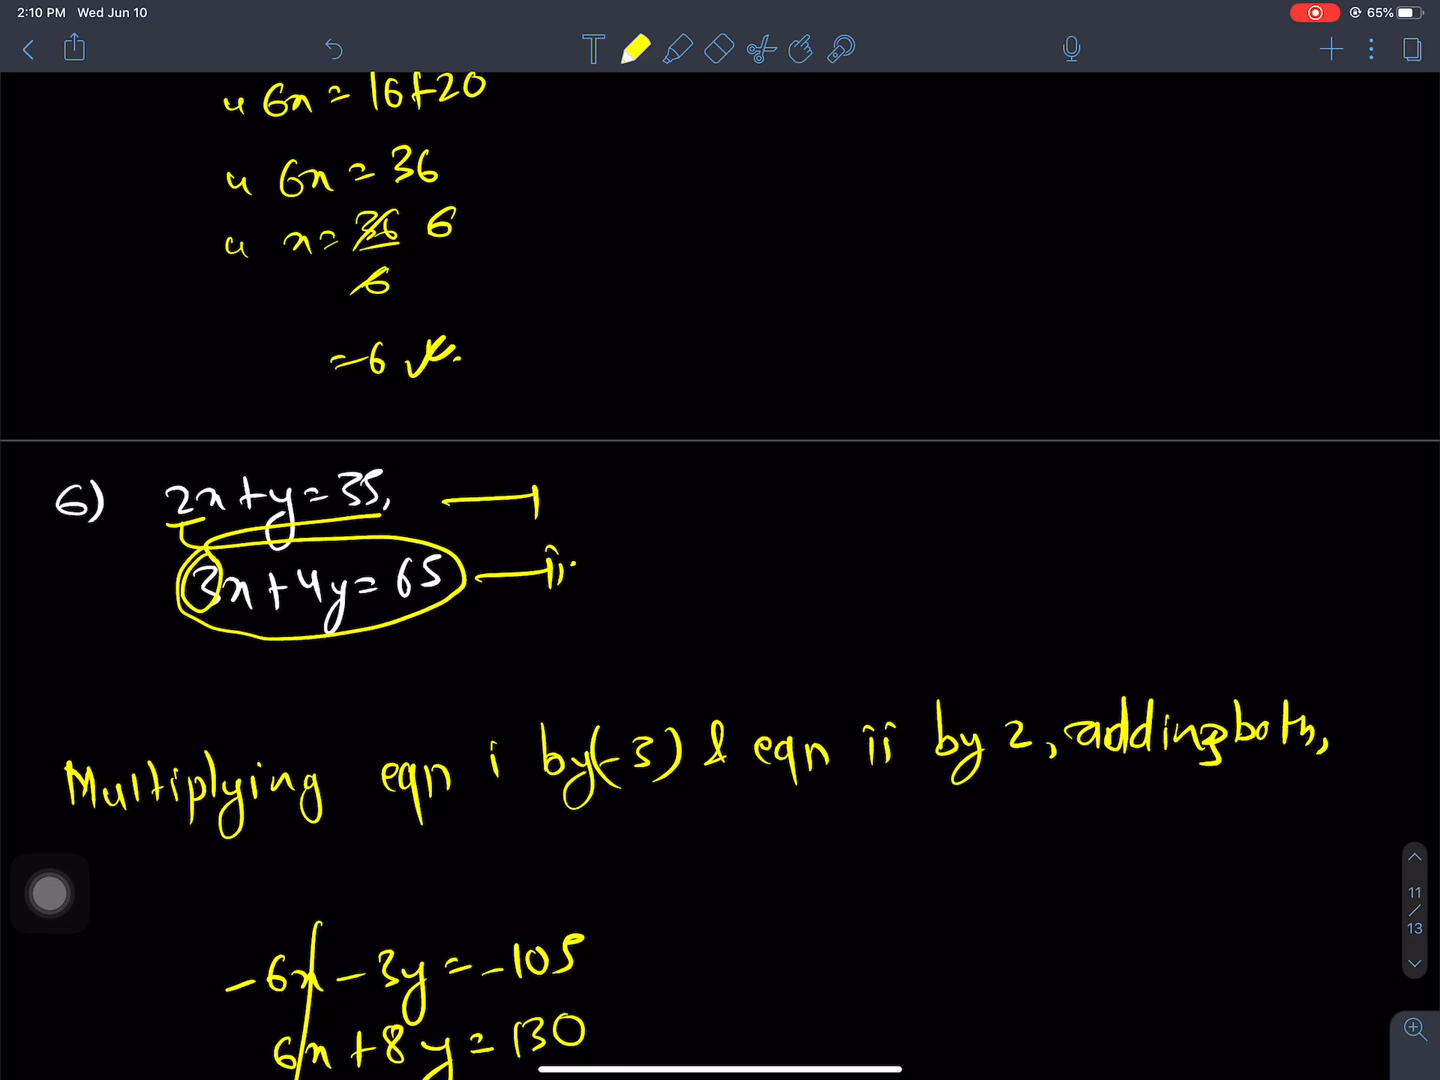 2:10 PM Wed Jun 10
65%
6x = 16+20
6x = 36
x = 36 6
6
= 6
6) 2x+y=35, — i
3x+4y=65 — ii
Multiplying eqn i by(-3) & eqn ii by 2, adding both,
11
/
13
-6x - 3y = -105
6x + 8y = 130